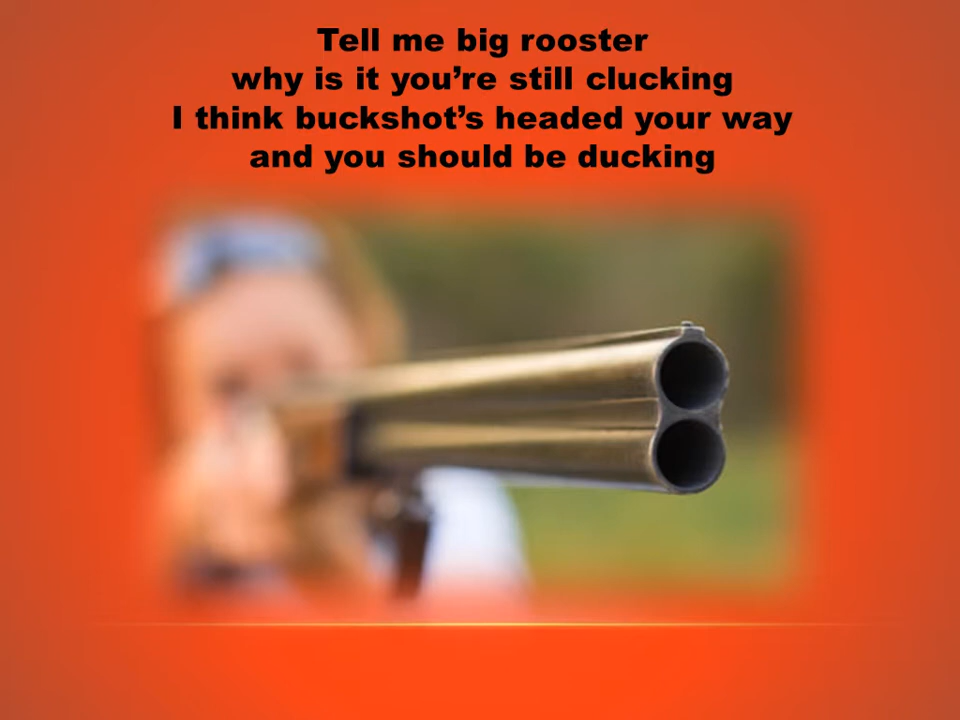 Tell me big rooster
why is it you’re still clucking
I think buckshot’s headed your way
and you should be ducking